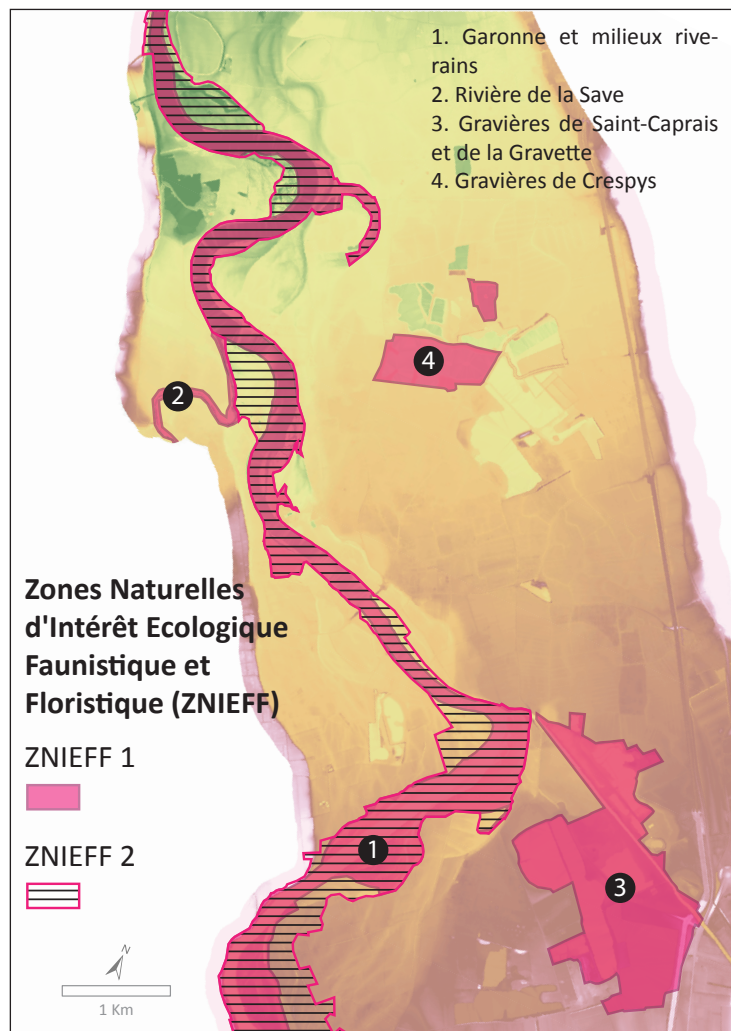 1. Garonne et milieux rive-
rains
2. Rivière de la Save
3. Gravières de Saint-Caprais
et de la Gravette
4. Gravières de Crespys
4
2
Zones Naturelles
d'Intérêt Ecologique
Faunistique et
Floristique (ZNIEFF)
ZNIEFF 1
ZNIEFF 2
1
3
N
1 Km